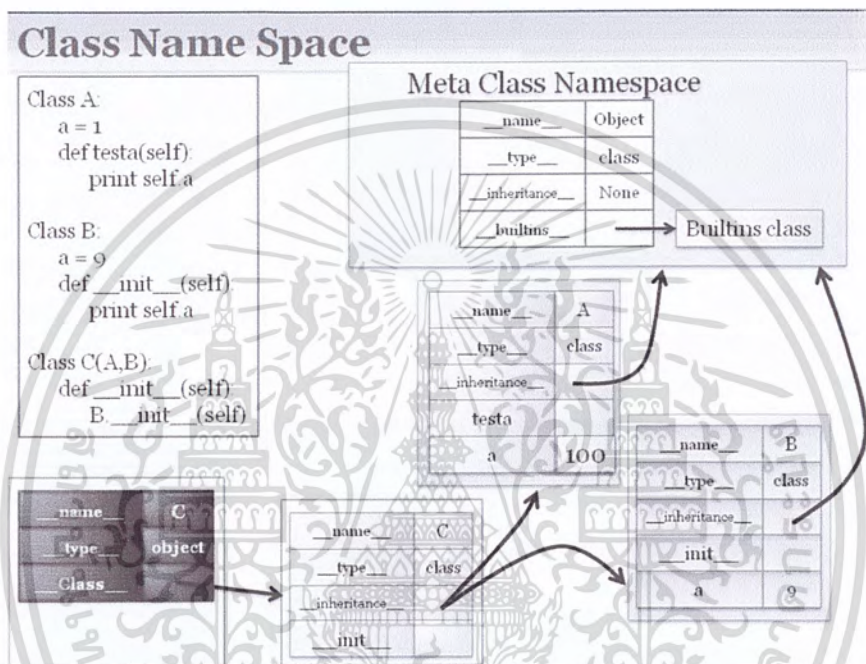 Class Name Space
Class A:
a = 1
def testa(self):
print self.a
Class B:
a = 9
def __init__(self):
print self.a
Class C(A,B):
def __init__(self)
B.__init__(self)
Meta Class Namespace
__name__ Object
__type__ class
__inheritance__ None
__builtins__
Builtins class
__name__ A
__type__ class
__inheritance__
testa
a 100
__name__ B
__type__ class
__inheritance__
__init__
a 9
__name__ C
__type__ object
__Class__
__name__ C
__type__ class
__inheritance__
__init__